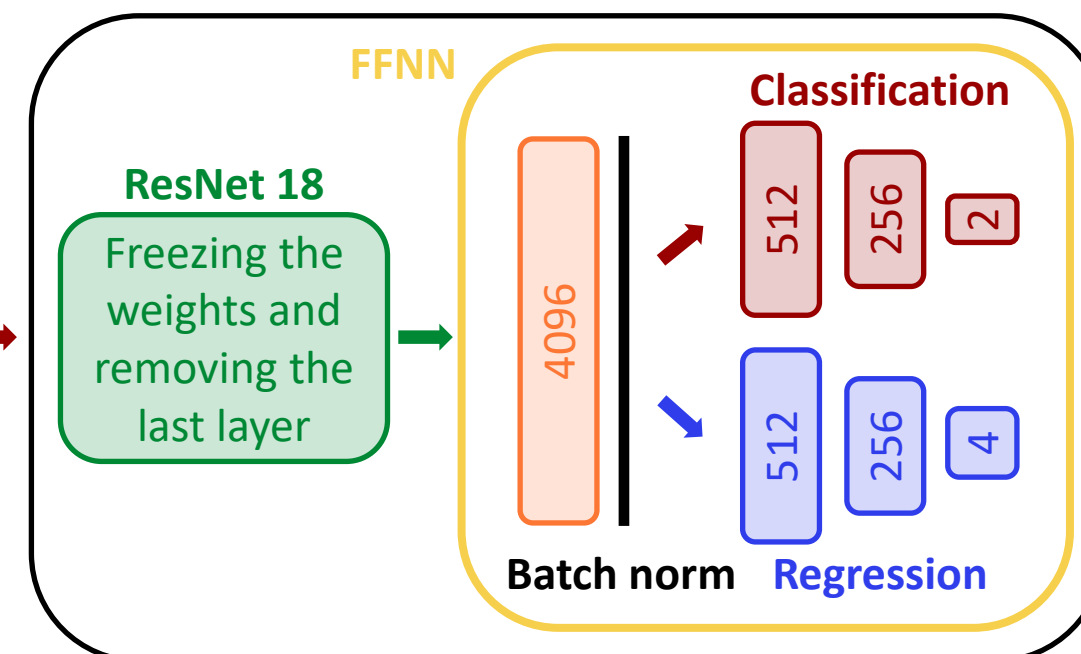 FFNN
ResNet 18
Freezing the
weights and
removing the
last layer
4096
Batch norm
Classification
512
256
2
512
256
4
Regression